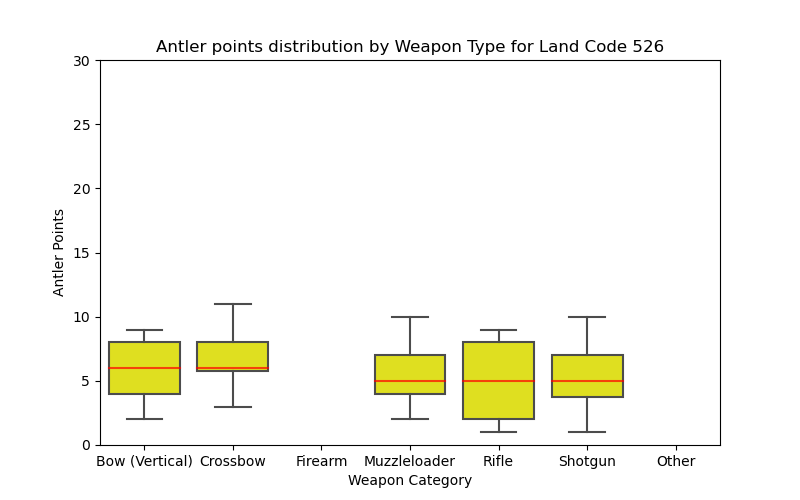 Antler points distribution by Weapon Type for Land Code 526
30
25
20
15
10
5
0
Antler Points
Bow (Vertical) Crossbow Firearm Muzzleloader Rifle Shotgun Other
Weapon Category